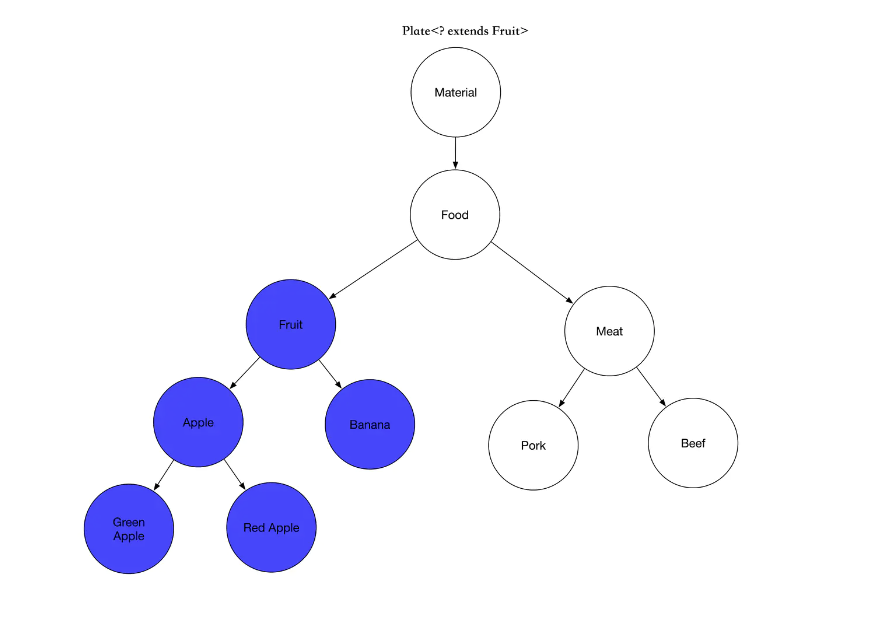 Plate<? extends Fruit>
Material
Food
Fruit
Meat
Apple
Banana
Pork
Beef
Green
Apple
Red Apple